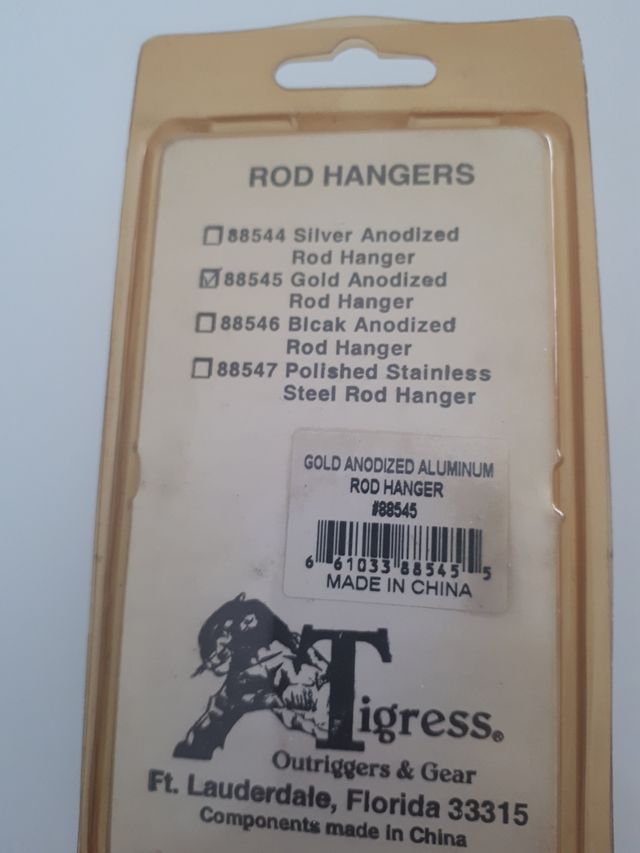 ROD HANGERS
88544 Silver Anodized
Rod Hanger
88545 Gold Anodized
Rod Hanger
88546 Blcak Anodized
Rod Hanger
88547 Polished Stainless
Steel Rod Hanger
GOLD ANODIZED ALUMINUM
ROD HANGER
#88545
6 61033 88545 5
MADE IN CHINA
Tigress®
Outriggers & Gear
Ft. Lauderdale, Florida 33315
Components made in China